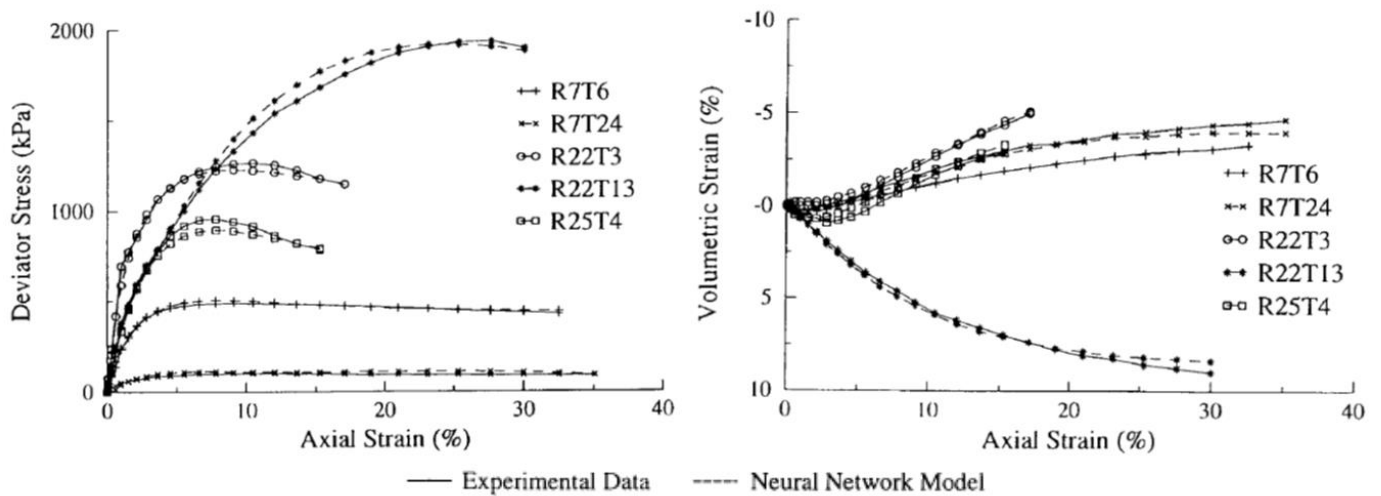 2000
1000
0
Deviator Stress (kPa)
R7T6
R7T24
R22T3
R22T13
R25T4
0 10 20 30 40
Axial Strain (%)
-10
-5
-0
5
10
Volumetric Strain (%)
R7T6
R7T24
R22T3
R22T13
R25T4
0 10 20 30 40
Axial Strain (%)
Experimental Data Neural Network Model